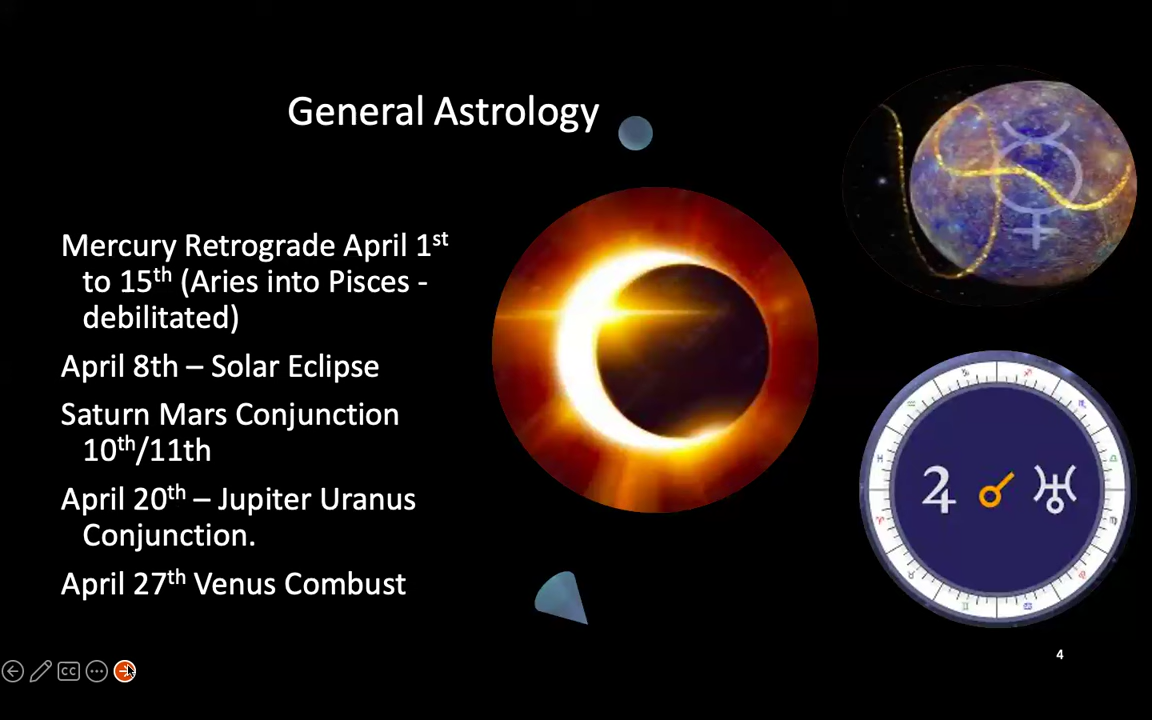 General Astrology
Mercury Retrograde April 1st
to 15th (Aries into Pisces -
debilitated)
April 8th – Solar Eclipse
Saturn Mars Conjunction
10th/11th
April 20th – Jupiter Uranus
Conjunction.
April 27th Venus Combust
CC
4